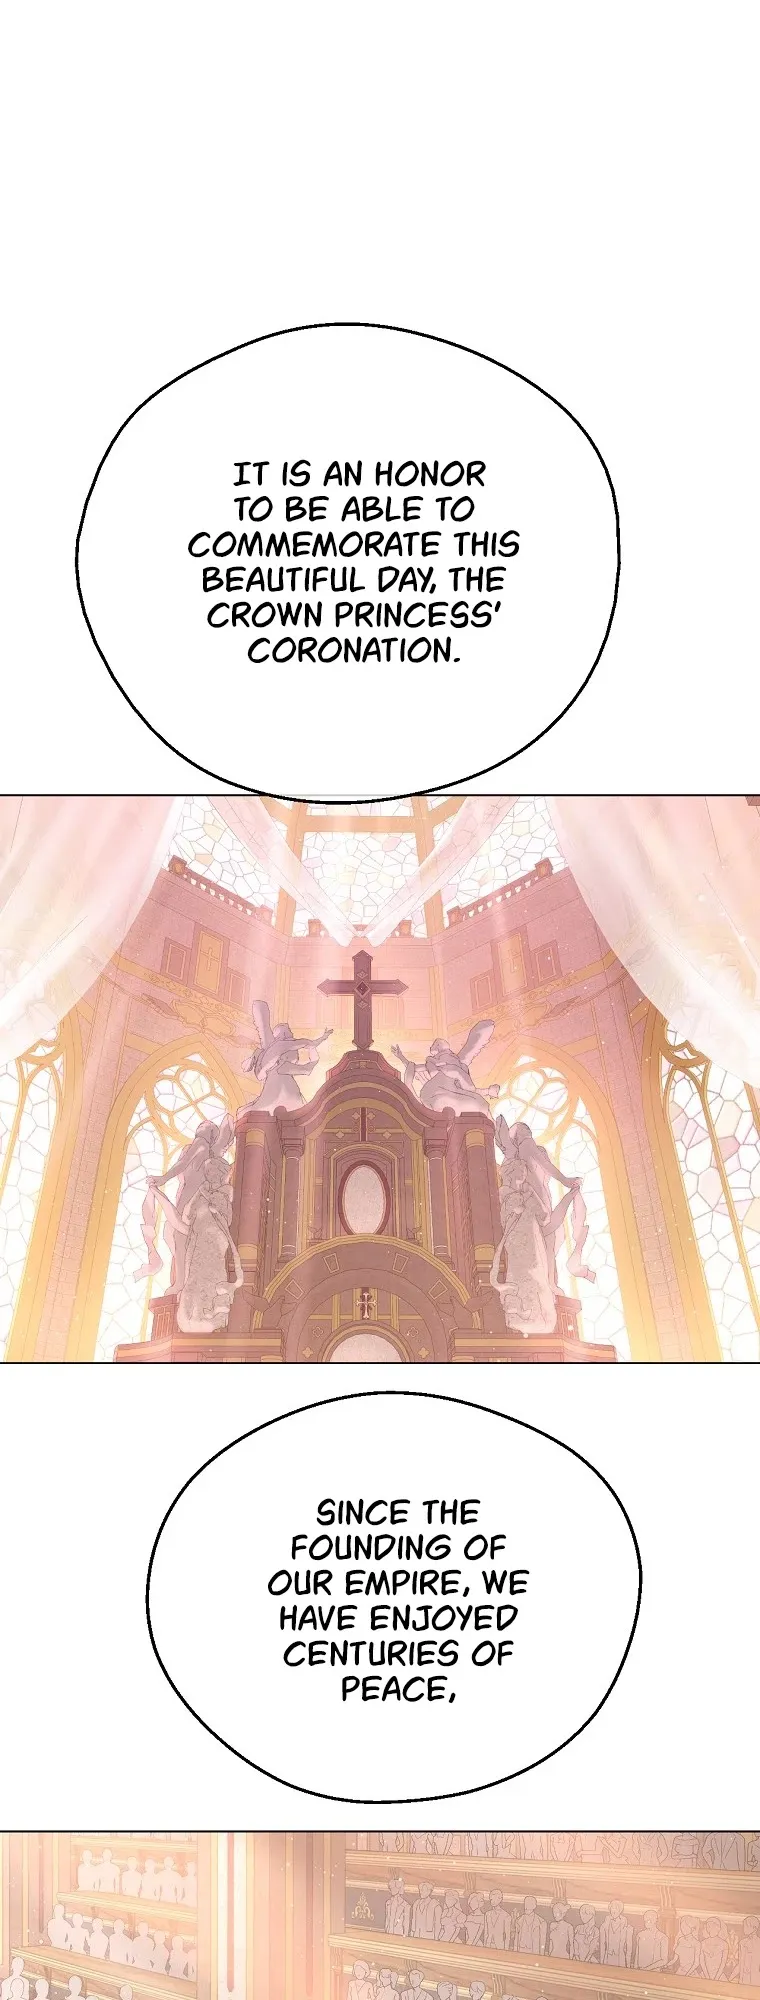 IT IS AN HONOR
TO BE ABLE TO
COMMEMORATE THIS
BEAUTIFUL DAY, THE
CROWN PRINCESS'
CORONATION.
SINCE THE
FOUNDING OF
OUR EMPIRE, WE
HAVE ENJOYED
CENTURIES OF
PEACE,